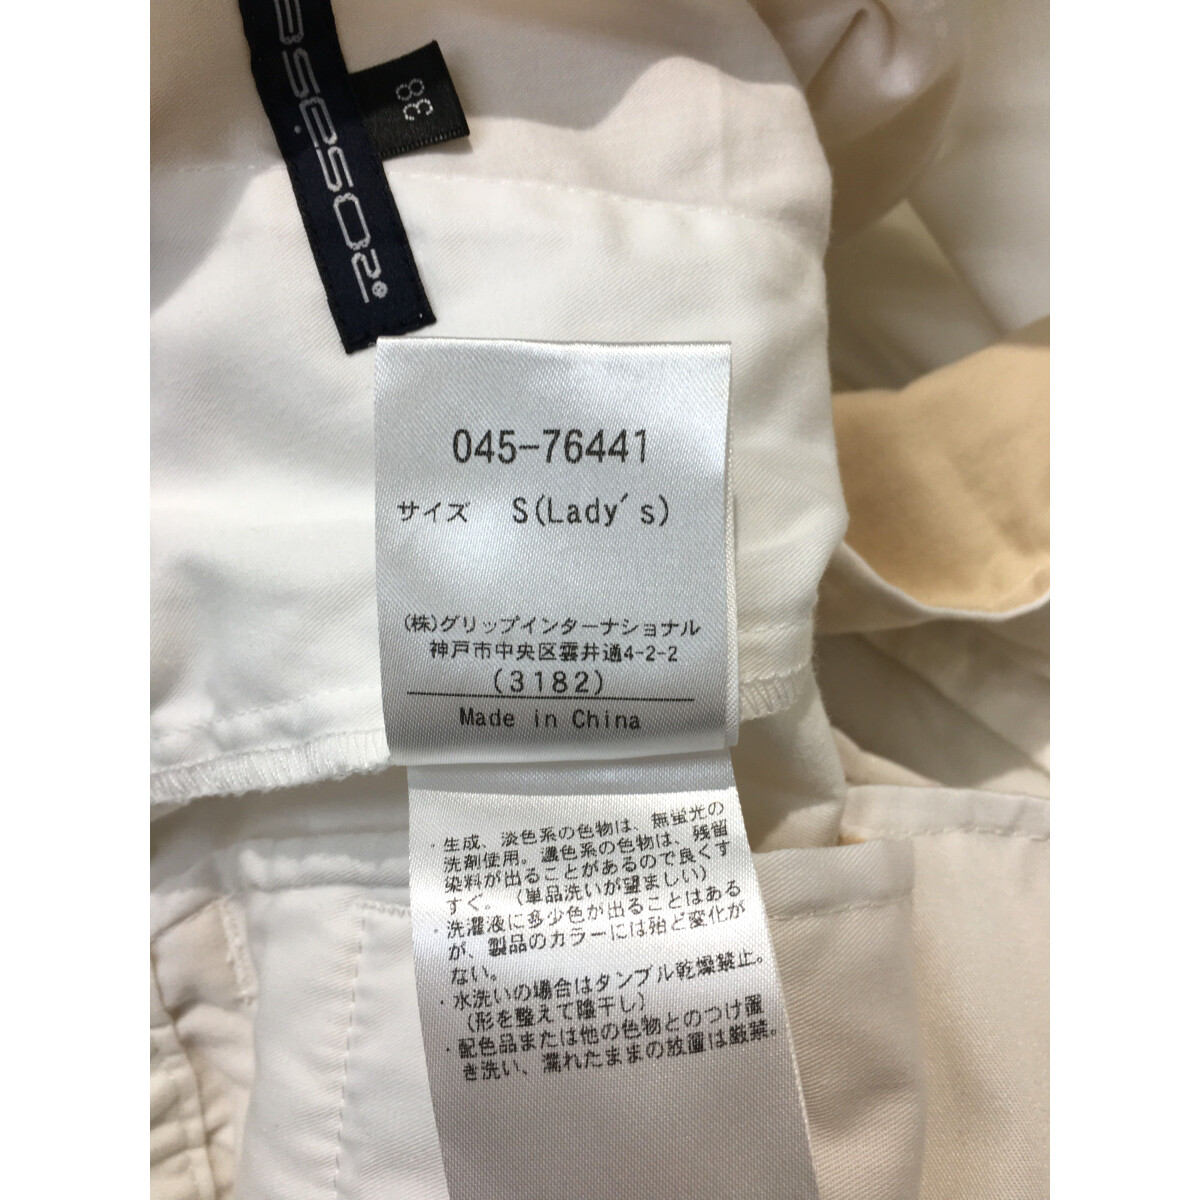 38
045-76441
サイズ S(Lady's)
(株)グリップインターナショナル
神戸市中央区雲井通4-2-2
(3182)
Made in China
・生成、淡色系の色物は、無蛍光の
洗剤使用。濃色系の色物は、残留
染料が出ることがあるので良くす
すぐ。（単品洗いが望ましい）
・洗濯液に多少色が出ることはある
が、製品のカラーには殆ど変化が
ない。
・水洗いの場合はタンブル乾燥禁止。
（形を整えて陰干し）
・配色品または他の色物とのつけ置
き洗い、濡れたままの放置は厳禁。